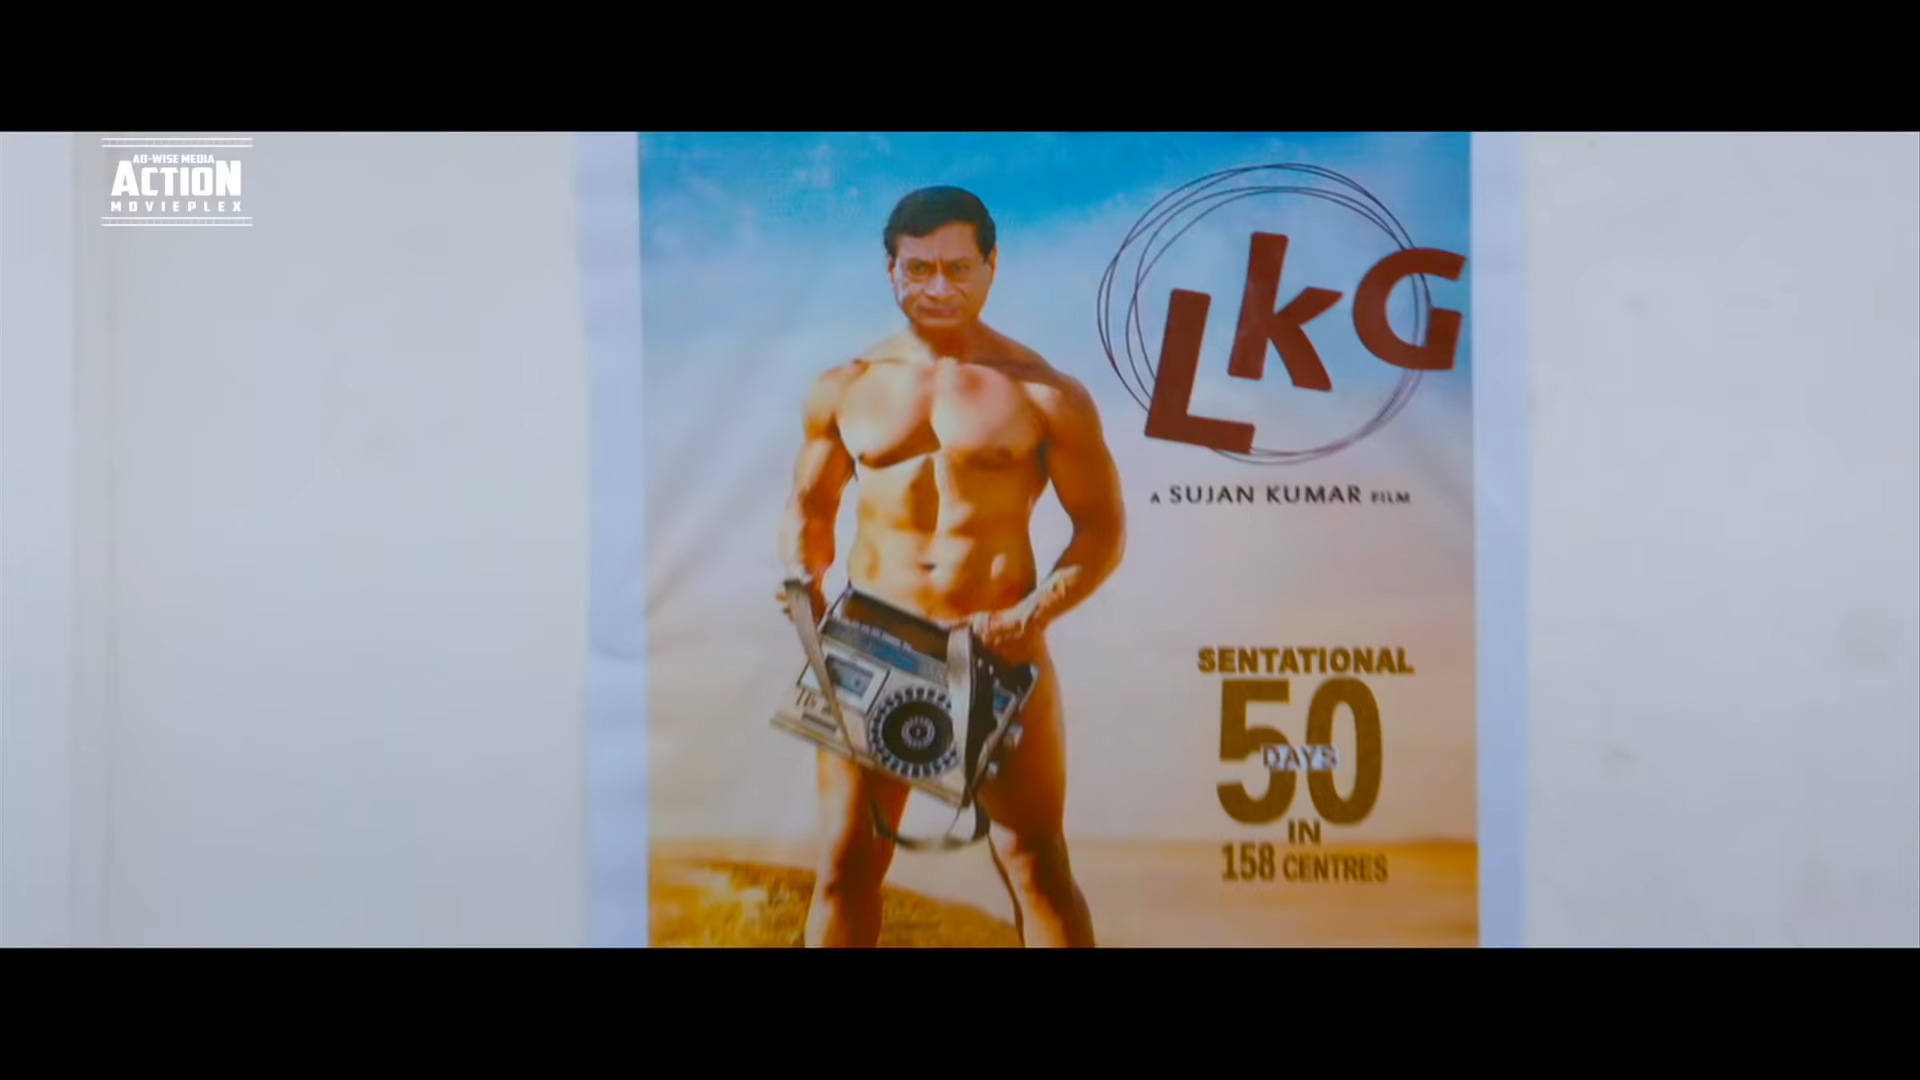 AD-WISE MEDIA
ACTION
MOVIEPLEX
LKG
A SUJAN KUMAR FILM
SENTATIONAL
50
DAYS
IN
158 CENTRES